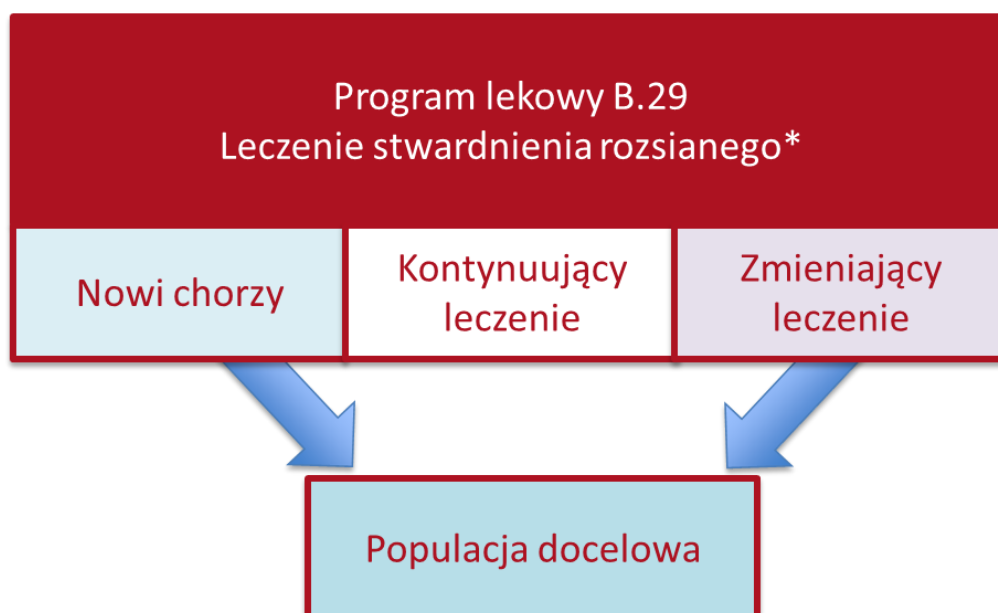 Program lekowy B.29
Leczenie stwardnienia rozsianego*
Nowi chorzy
Kontynuujący
leczenie
Zmieniający
leczenie
Populacja docelowa